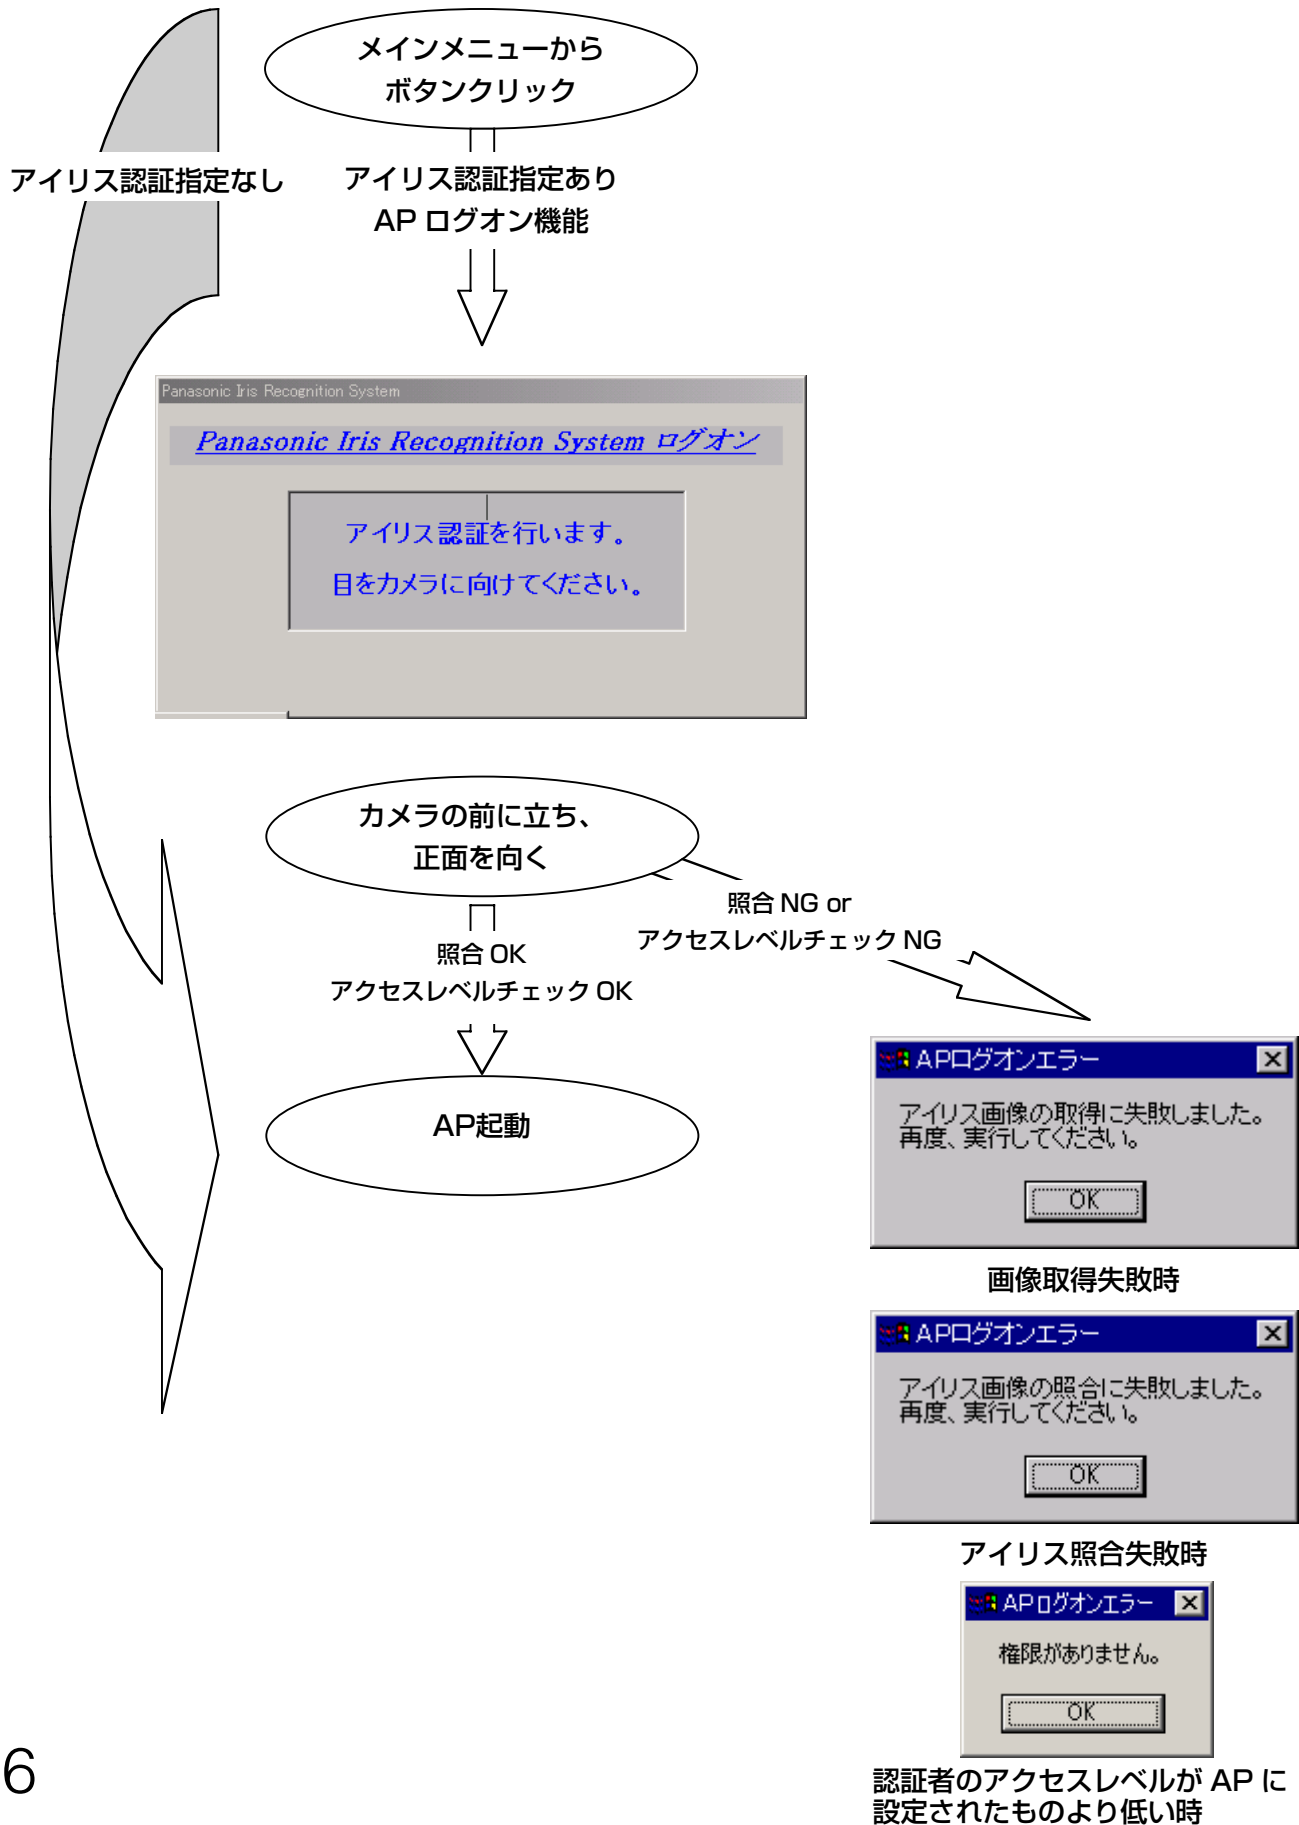 メインメニューから
ボタンクリック
アイリス認証指定なし
アイリス認証指定あり
AP ログオン機能
Panasonic Iris Recognition System
Panasonic Iris Recognition System ログオン
アイリス認証を行います。
目をカメラに向けてください。
カメラの前に立ち、
正面を向く
照合 NG or
アクセスレベルチェック NG
照合 OK
アクセスレベルチェック OK
AP起動
APログオンエラー
アイリス画像の取得に失敗しました。
再度、実行してください。
OK
画像取得失敗時
APログオンエラー
アイリス画像の照合に失敗しました。
再度、実行してください。
OK
アイリス照合失敗時
APログオンエラー
権限がありません。
OK
認証者のアクセスレベルが AP に
設定されたものより低い時
6